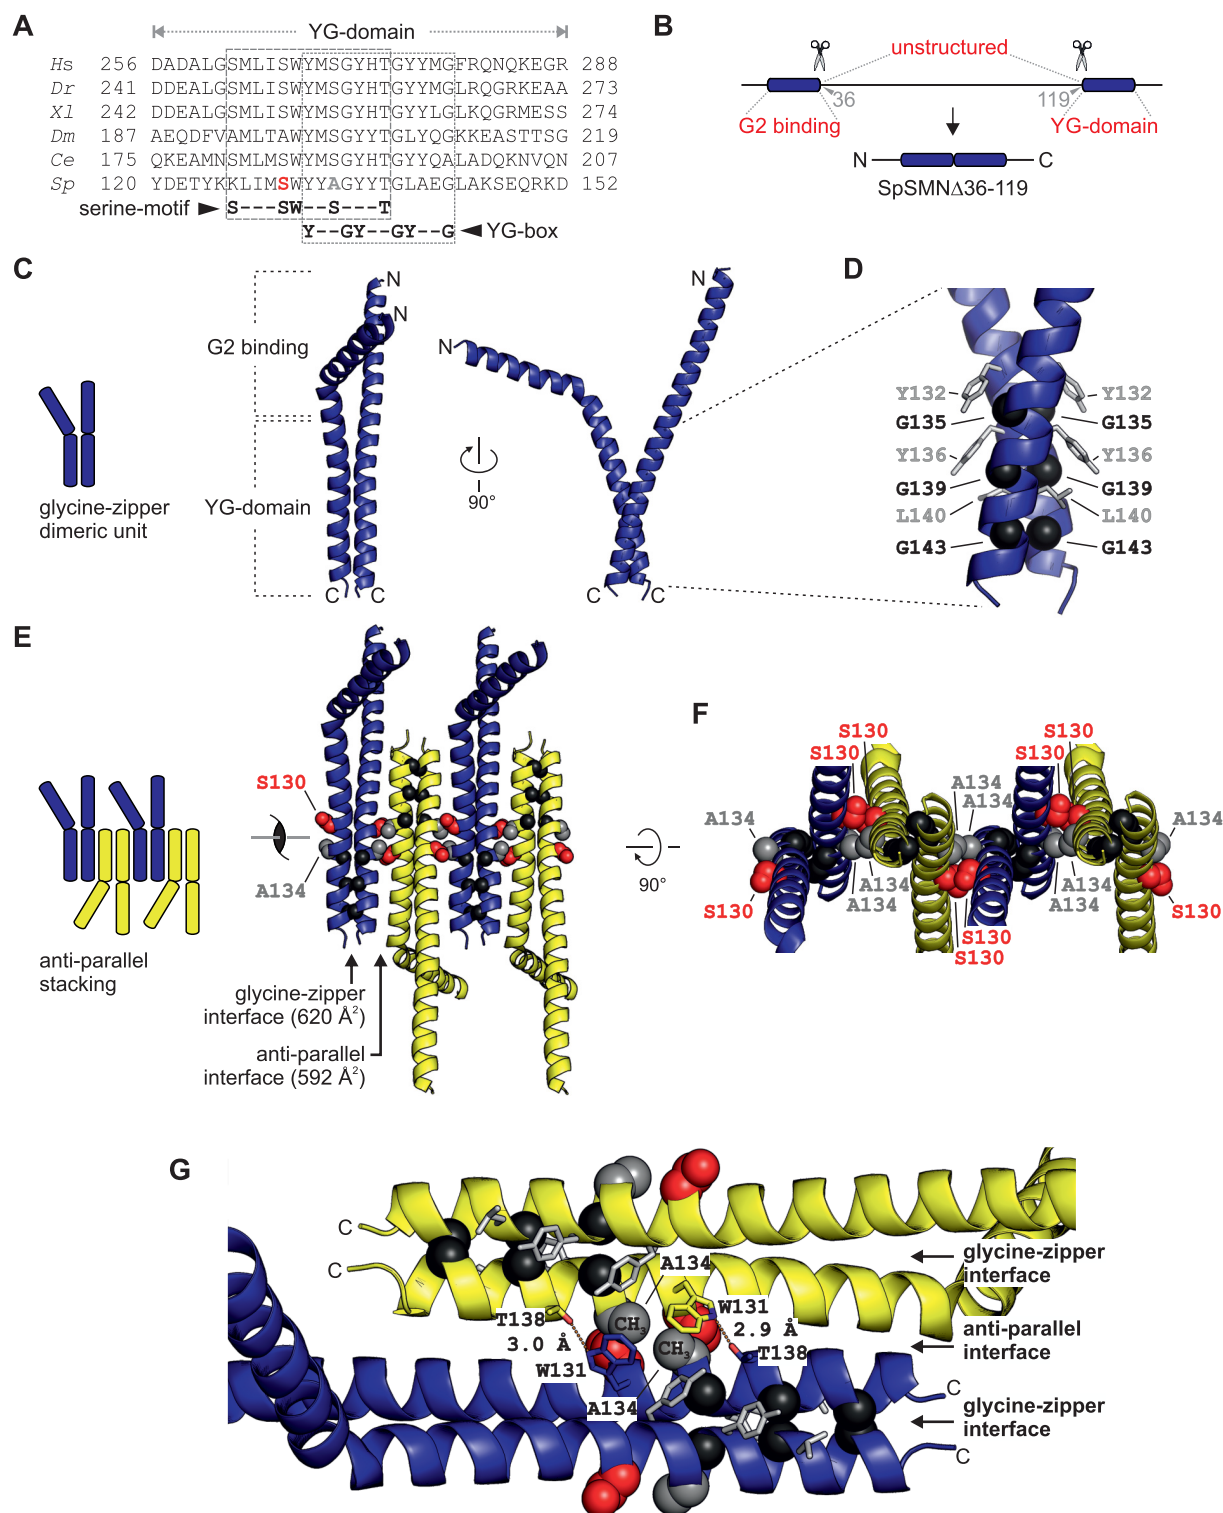 A
YG-domain
Hs 256 DADALGSMLISWYMSGYHTGYYMGFRQNQKEGR 288
Dr 241 DDEALGSMLISWYMSGYHTGYYMGLRQGRKEAA 273
Xl 242 DDEALGSMLISWYMSGYHTGYYLGLKQGRMESS 274
Dm 187 AEQDFVAMLTAWYMSGYYTGLYQGKKEASTTSG 219
Ce 175 QKEAMNSMLMSWYMSGYHTGYYQALADQKNVQN 207
Sp 120 YDETYKKLIMSWYYAGYYTGLAEGLAKSEQRKD 152
serine-motif S---SW--S---T
Y--GY--GY--G YG-box
B
unstructured
36 119
G2 binding YG-domain
N C
SpSMNΔ36-119
C
N
N
G2 binding
YG-domain
C C
glycine-zipper
dimeric unit
90°
N
N
C C
D
Y132 Y132
G135 G135
Y136 Y136
G139 G139
L140 L140
G143 G143
E
S130
A134
anti-parallel
stacking
glycine-zipper
interface (620 Å²)
anti-parallel
interface (592 Å²)
90°
F
S130 S130
S130 S130
A134
A134
A134 A134
A134 A134
A134 A134
S130 S130
S130
S130
G
C
C
A134
glycine-zipper
interface
T138 CH₃ W131
3.0 Å 2.9 Å
W131 CH₃ T138
anti-parallel
interface
A134
C
glycine-zipper
interface
C